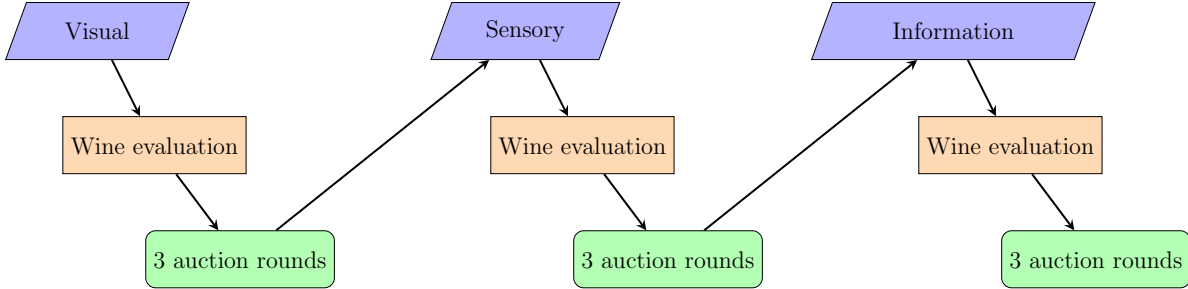 Visual
Sensory
Information
Wine evaluation
Wine evaluation
Wine evaluation
3 auction rounds
3 auction rounds
3 auction rounds